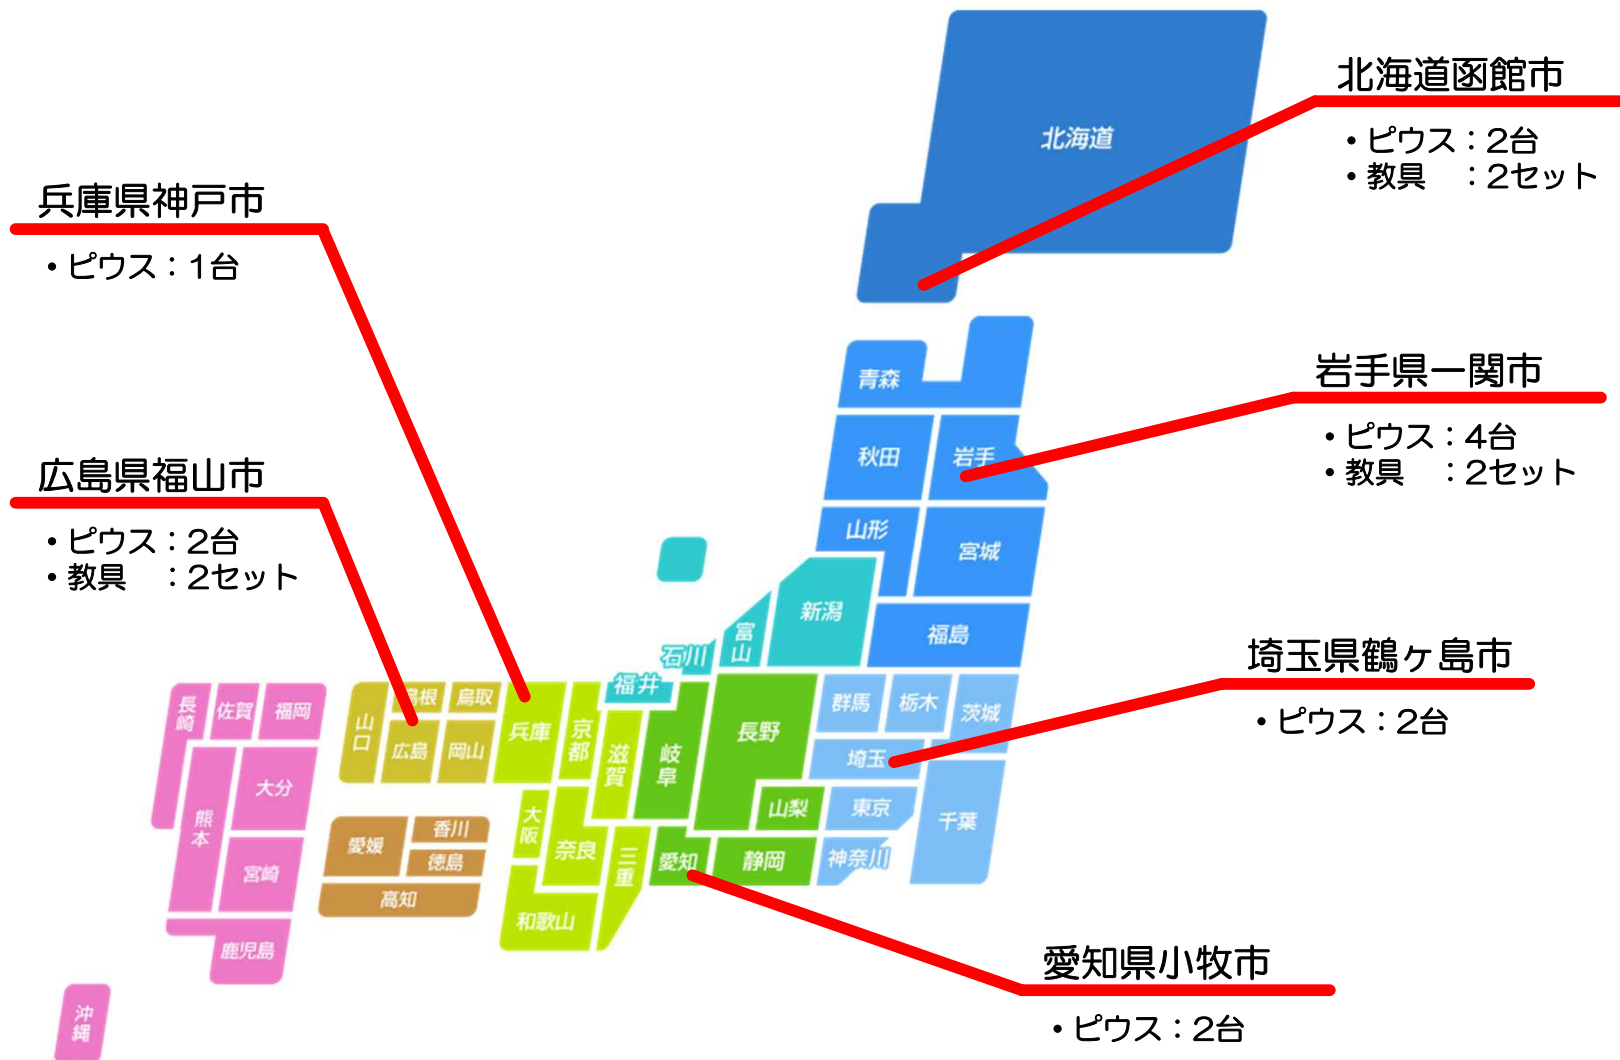 北海道函館市
・ピウス：2台
・教具　：2セット
兵庫県神戸市
・ピウス：1台
岩手県一関市
・ピウス：4台
・教具　：2セット
広島県福山市
・ピウス：2台
・教具　：2セット
埼玉県鶴ヶ島市
・ピウス：2台
愛知県小牧市
・ピウス：2台
北海道
青森
秋田
岩手
山形
宮城
新潟
福島
富山
石川
福井
群馬
栃木
茨城
埼玉
東京
千葉
神奈川
長野
山梨
静岡
岐阜
愛知
滋賀
京都
兵庫
大阪
奈良
三重
和歌山
鳥取
島根
岡山
広島
山口
香川
徳島
愛媛
高知
福岡
佐賀
長崎
大分
熊本
宮崎
鹿児島
沖縄